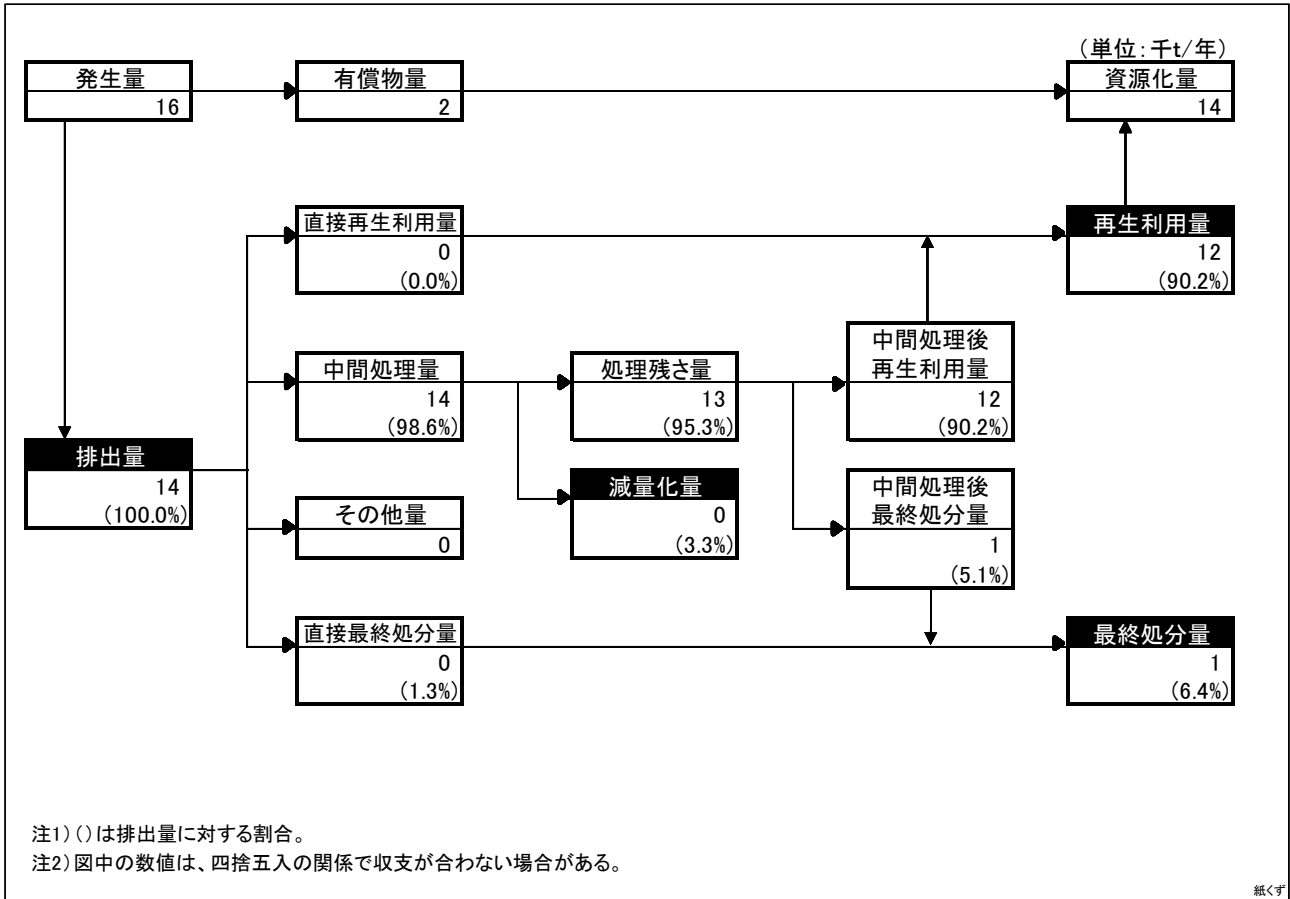 (単位:千t/年)
発生量
16
有償物量
2
資源化量
14
直接再生利用量
0
(0.0%)
再生利用量
12
(90.2%)
中間処理量
14
(98.6%)
処理残さ量
13
(95.3%)
中間処理後
再生利用量
12
(90.2%)
排出量
14
(100.0%)
減量化量
0
(3.3%)
中間処理後
最終処分量
1
(5.1%)
その他量
0
直接最終処分量
0
(1.3%)
最終処分量
1
(6.4%)
注1)()は排出量に対する割合。
注2)図中の数値は、四捨五入の関係で収支が合わない場合がある。
紙くず